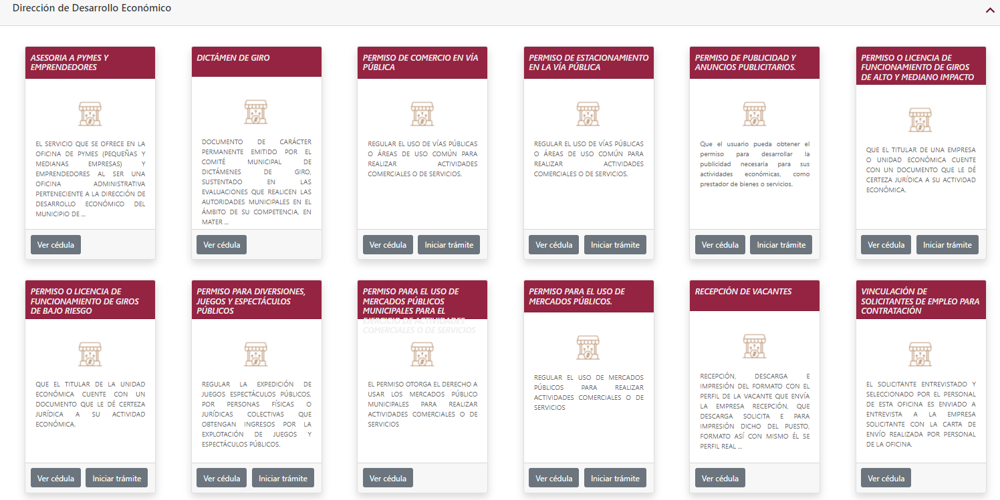 Dirección de Desarrollo Económico
ASESORIA A PYMES Y
EMPRENDEDORES
EL SERVICIO QUE SE OFRECE EN LA
OFICINA DE PYMES (PEQUEÑAS Y
MEDIANAS EMPRESAS) Y
EMPRENDEDORES AL SER UNA
OFICINA ADMINISTRATIVA
PERTENECIENTE A LA DIRECCIÓN DE
DESARROLLO ECONÓMICO DEL
MUNICIPIO DE ...
Ver cédula
DICTÁMEN DE GIRO
DOCUMENTO DE CARÁCTER
PERMANENTE EMITIDO POR EL
COMITÉ MUNICIPAL DE
DICTÁMENES DE GIRO,
SUSTENTADO EN LAS
EVALUACIONES QUE REALICEN LAS
AUTORIDADES MUNICIPALES EN EL
ÁMBITO DE SU COMPETENCIA, EN
MATER ...
Ver cédula
PERMISO DE COMERCIO EN VÍA
PÚBLICA
REGULAR EL USO DE VÍAS PÚBLICAS
O ÁREAS DE USO COMÚN PARA
REALIZAR ACTIVIDADES
COMERCIALES O DE SERVICIOS.
Ver cédula
Iniciar trámite
PERMISO DE ESTACIONAMIENTO
EN LA VÍA PÚBLICA
REGULAR EL USO DE VÍAS PÚBLICAS
O ÁREAS DE USO COMÚN PARA
REALIZAR ACTIVIDADES
COMERCIALES O DE SERVICIOS.
Ver cédula
Iniciar trámite
PERMISO DE PUBLICIDAD Y
ANUNCIOS PUBLICITARIOS.
Que el usuario pueda obtener el
permiso para desarrollar la
publicidad necesaria para sus
actividades económicas, como
prestador de bienes o servicios.
Ver cédula
Iniciar trámite
PERMISO O LICENCIA DE
FUNCIONAMIENTO DE GIROS
DE ALTO Y MEDIANO IMPACTO
QUE EL TITULAR DE UNA EMPRESA
O UNIDAD ECONÓMICA CUENTE
CON UN DOCUMENTO QUE LE DÉ
CERTEZA JURÍDICA A SU ACTIVIDAD
ECONÓMICA.
Ver cédula
Iniciar trámite
PERMISO O LICENCIA DE
FUNCIONAMIENTO DE GIROS
DE BAJO RIESGO
QUE EL TITULAR DE LA UNIDAD
ECONÓMICA CUENTE CON UN
DOCUMENTO QUE LE DÉ CERTEZA
JURÍDICA A SU ACTIVIDAD
ECONÓMICA.
Ver cédula
Iniciar trámite
PERMISO PARA DIVERSIONES,
JUEGOS Y ESPECTÁCULOS
PÚBLICOS
REGULAR LA EXPEDICIÓN DE
JUEGOS ESPECTÁCULOS PÚBLICOS,
POR PERSONAS FÍSICAS O
JURÍDICAS COLECTIVAS QUE
OBTENGAN INGRESOS POR LA
EXPLOTACIÓN DE JUEGOS Y
ESPECTÁCULOS PÚBLICOS.
Ver cédula
Iniciar trámite
PERMISO PARA EL USO DE
MERCADOS PÚBLICOS
MUNICIPALES PARA EL
EJERCICIO DE ACTIVIDADES
COMERCIALES O DE SERVICIOS
EL PERMISO OTORGA EL DERECHO A
USAR LOS MERCADOS PÚBLICO
MUNICIPALES PARA REALIZAR
ACTIVIDADES COMERCIALES O DE
SERVICIOS
Ver cédula
PERMISO PARA EL USO DE
MERCADOS PÚBLICOS.
REGULAR EL USO DE MERCADOS
PÚBLICOS PARA REALIZAR
ACTIVIDADES COMERCIALES O DE
SERVICIOS
Ver cédula
Iniciar trámite
RECEPCIÓN DE VACANTES
RECEPCIÓN, DESCARGA E
IMPRESIÓN DEL FORMATO CON EL
PERFIL DE LA VACANTE QUE ENVÍA
LA EMPRESA RECEPCIÓN, QUE
DESCARGA SOLICITA E PARA
IMPRESIÓN DICHO DEL PUESTO,
FORMATO ASÍ CON MISMO ÉL SE
PERFIL REAL ...
Ver cédula
VINCULACIÓN DE
SOLICITANTES DE EMPLEO PARA
CONTRATACIÓN
EL SOLICITANTE ENTREVISTADO Y
SELECCIONADO POR EL PERSONAL
DE ESTA OFICINA ES ENVIADO A
ENTREVISTA A LA EMPRESA
SOLICITANTE CON LA CARTA DE
ENVÍO REALIZADA POR PERSONAL
DE LA OFICINA.
Ver cédula